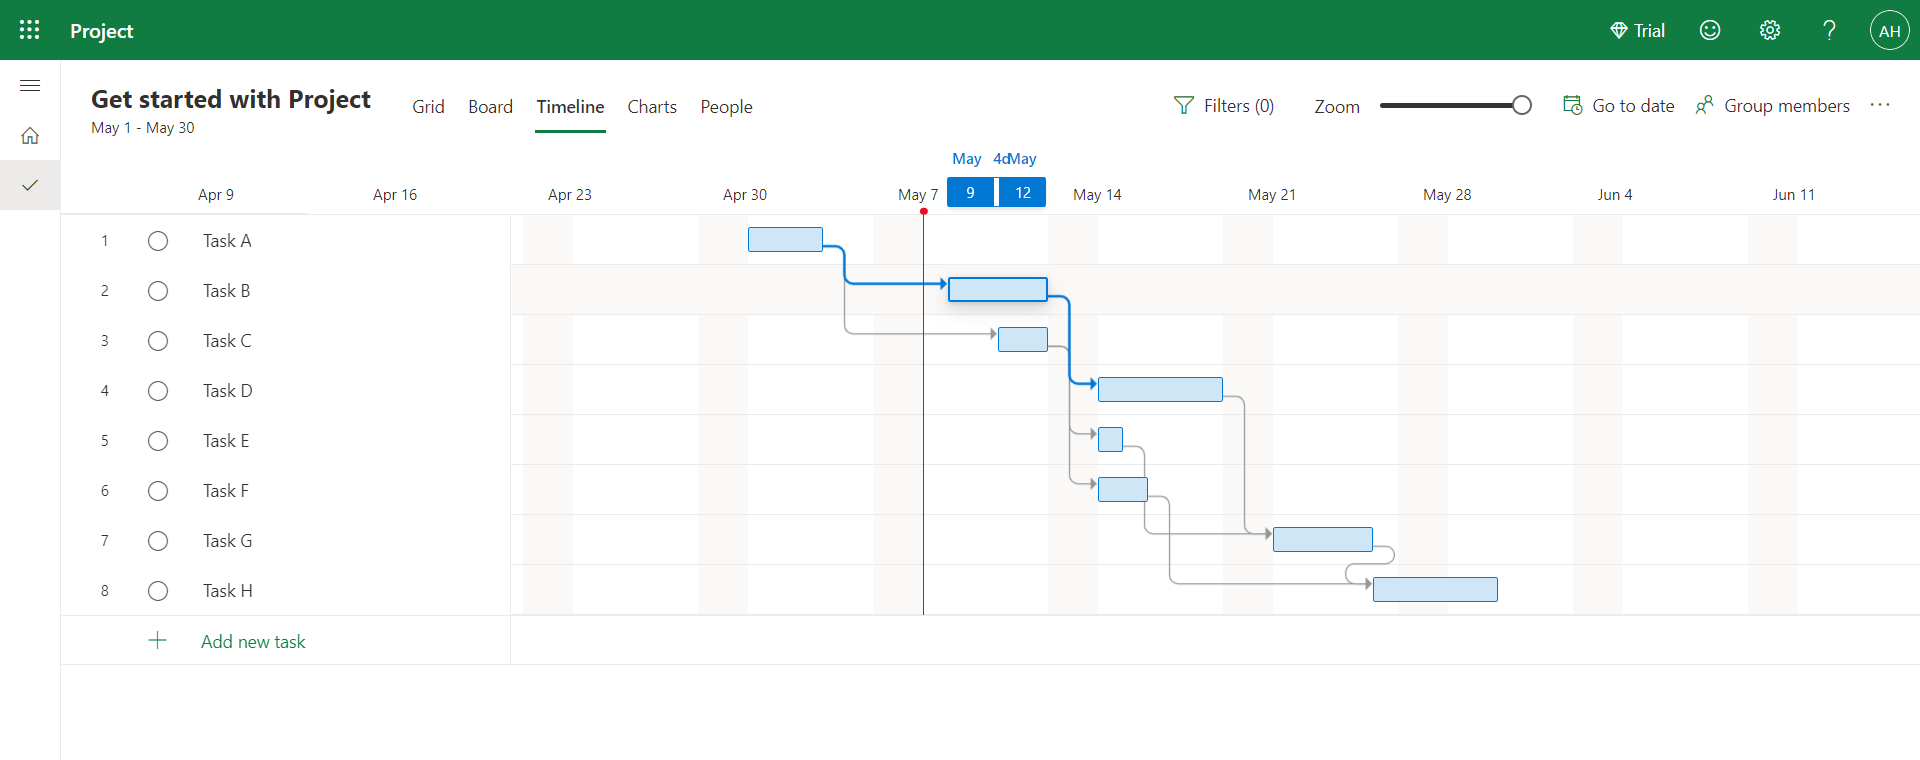 Project
Trial
?
AH
Get started with Project
May 1 - May 30
Grid Board Timeline Charts People
Filters (0) Zoom Go to date Group members ...
May 4d May
Apr 9 Apr 16 Apr 23 Apr 30 May 7 9 12 May 14 May 21 May 28 Jun 4 Jun 11
1 Task A
2 Task B
3 Task C
4 Task D
5 Task E
6 Task F
7 Task G
8 Task H
+ Add new task